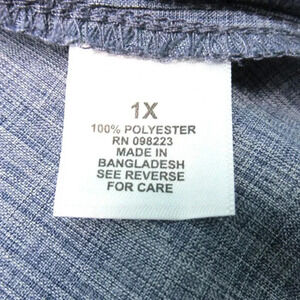 1X
100% POLYESTER
RN 098223
MADE IN
BANGLADESH
SEE REVERSE
FOR CARE